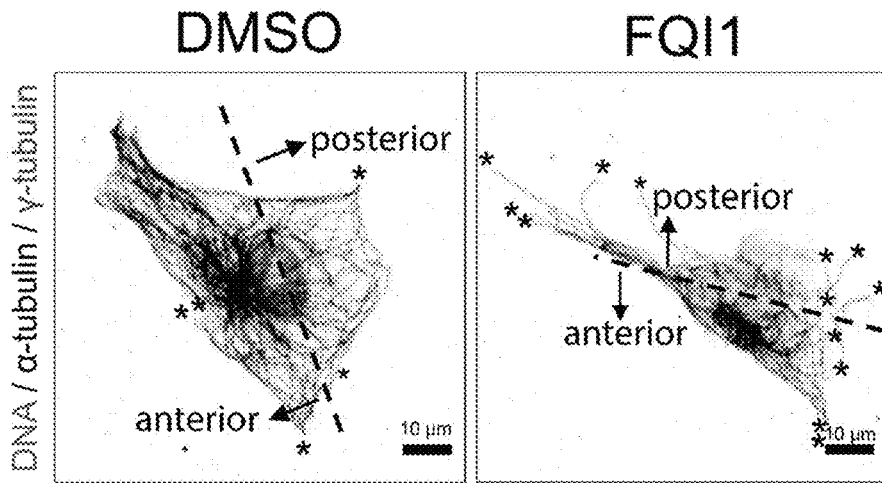 DMSO
FQI1
DNA / α-tubulin / γ-tubulin
posterior
anterior
10 μm
posterior
anterior
10 μm